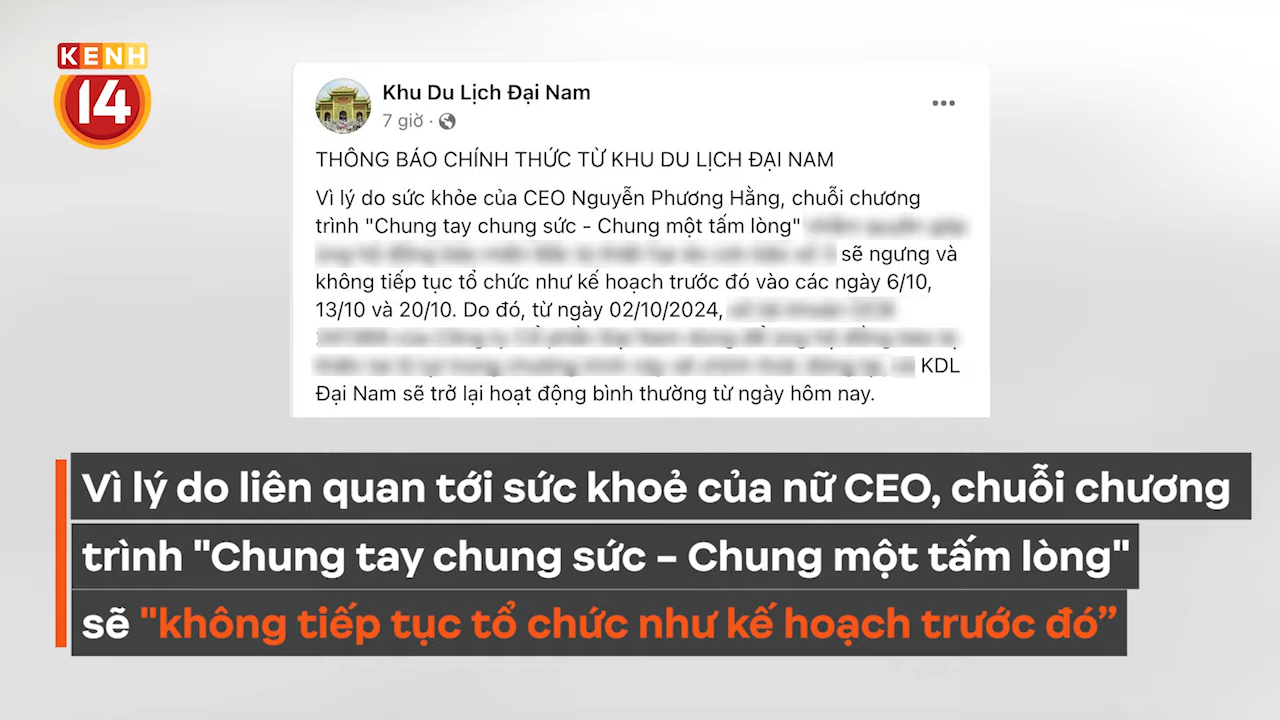 KENH
14
Khu Du Lịch Đại Nam
7 giờ ·
THÔNG BÁO CHÍNH THỨC TỪ KHU DU LỊCH ĐẠI NAM
Vì lý do sức khỏe của CEO Nguyễn Phương Hằng, chuỗi chương
trình "Chung tay chung sức - Chung một tấm lòng"
sẽ ngưng và
không tiếp tục tổ chức như kế hoạch trước đó vào các ngày 6/10,
13/10 và 20/10. Do đó, từ ngày 02/10/2024,
KDL
Đại Nam sẽ trở lại hoạt động bình thường từ ngày hôm nay.
Vì lý do liên quan tới sức khoẻ của nữ CEO, chuỗi chương
trình "Chung tay chung sức – Chung một tấm lòng"
sẽ "không tiếp tục tổ chức như kế hoạch trước đó”